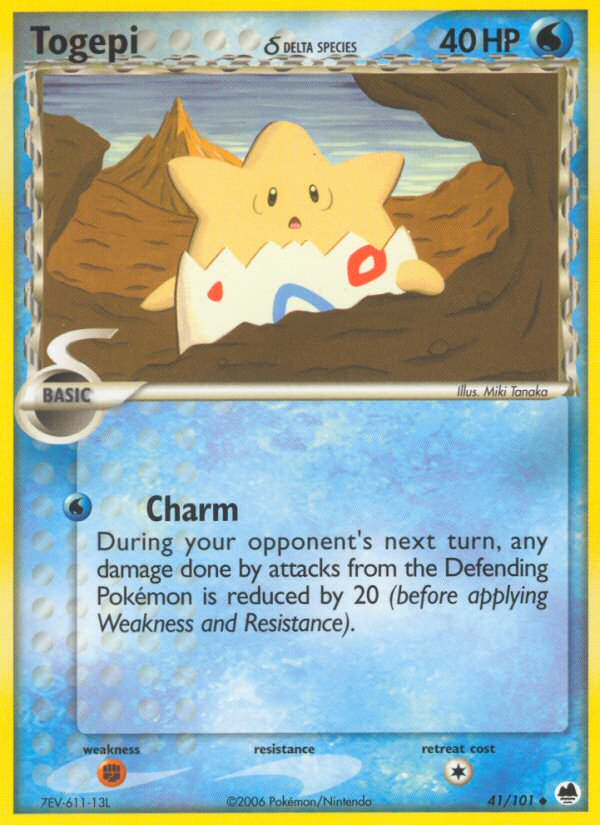 Togepi δ DELTA SPECIES 40 HP
BASIC
Illus. Miki Tanaka
Charm
During your opponent's next turn, any
damage done by attacks from the Defending
Pokémon is reduced by 20 (before applying
Weakness and Resistance).
weakness resistance retreat cost
7EV-611-13L ©2006 Pokémon/Nintendo 41/101